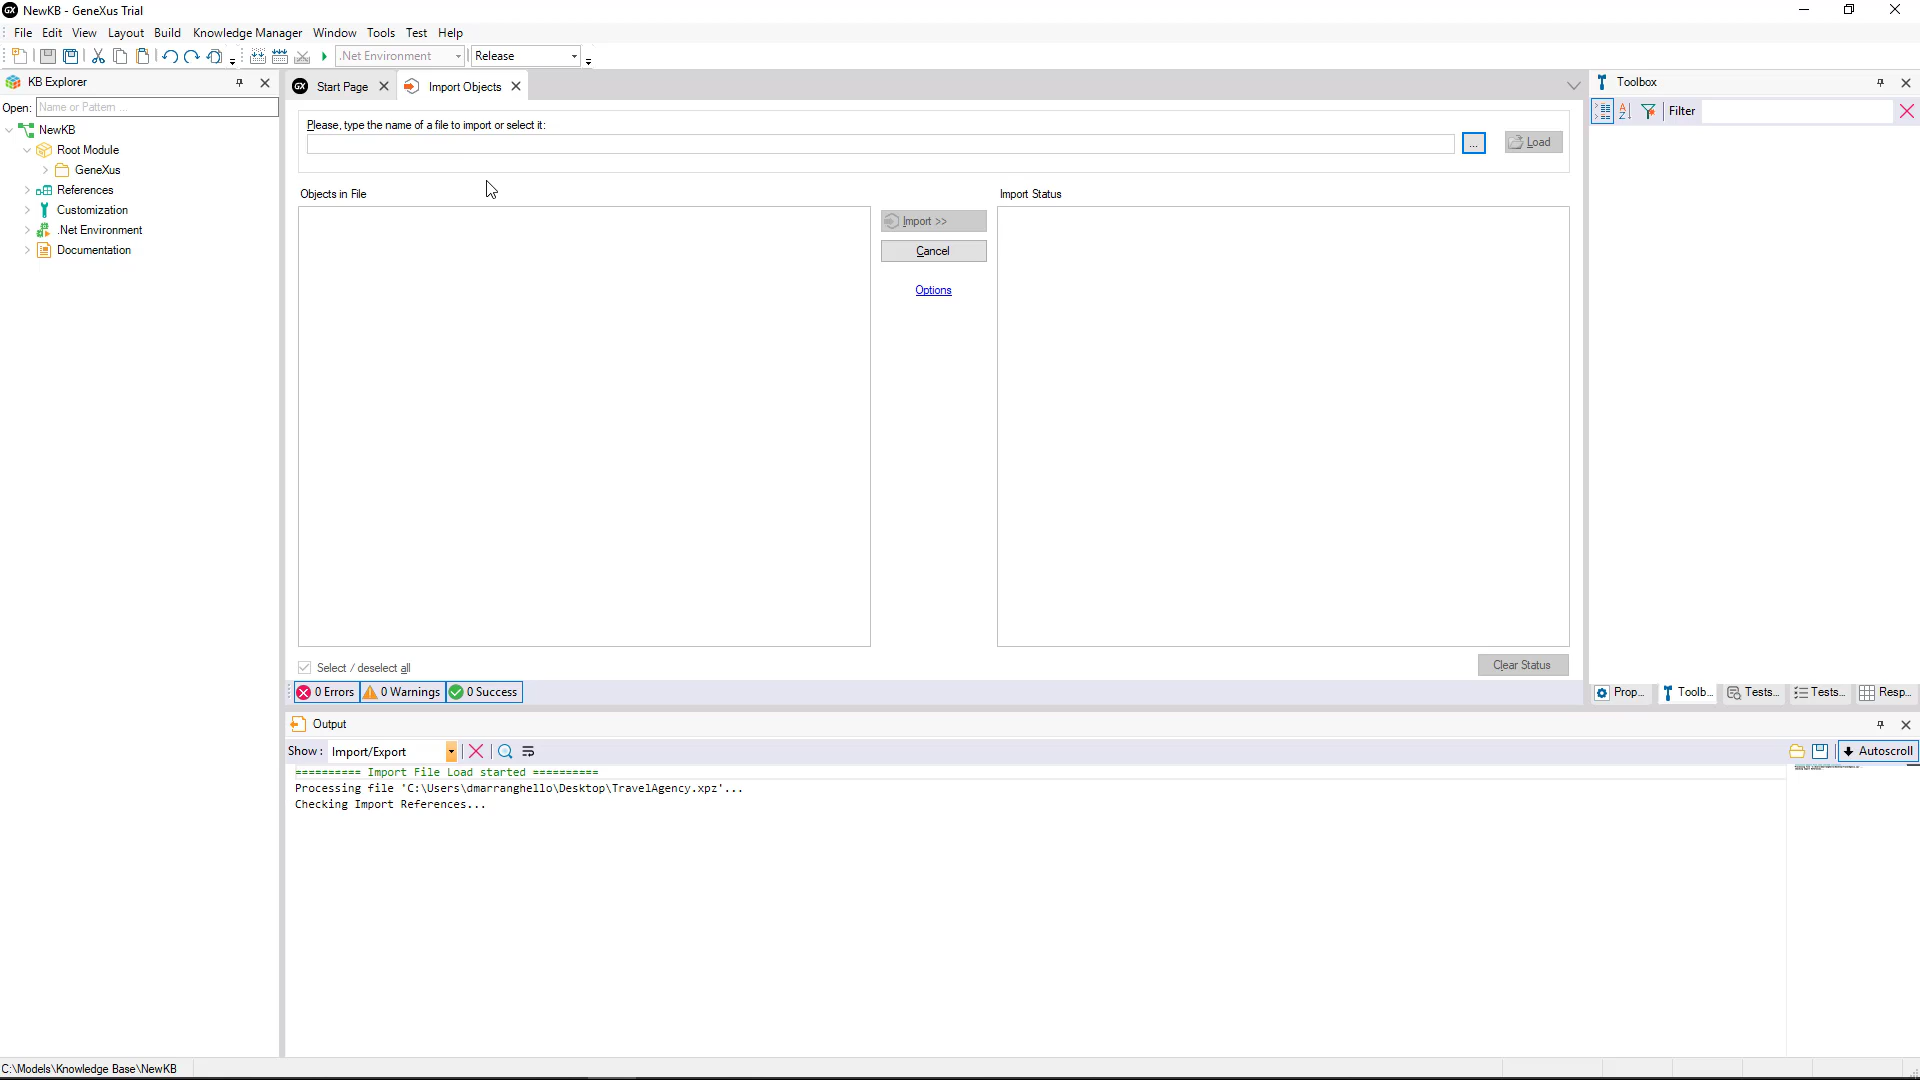 NewKB - GeneXus Trial
File Edit View Layout Build Knowledge Manager Window Tools Test Help
.Net Environment Release
KB Explorer
Open: Name or Pattern ...
NewKB
Root Module
GeneXus
References
Customization
.Net Environment
Documentation
Start Page Import Objects
Please, type the name of a file to import or select it:
... Load
Objects in File
Import >>
Cancel
Options
Import Status
Select / deselect all
Clear Status
0 Errors 0 Warnings 0 Success
Toolbox
Filter
Prop... Toolb... Tests... Tests... Resp...
Output
Show: Import/Export
Autoscroll
========== Import File Load started ==========
Processing file 'C:\Users\dmarranghello\Desktop\TravelAgency.xpz'...
Checking Import References...
C:\Models\Knowledge Base\NewKB